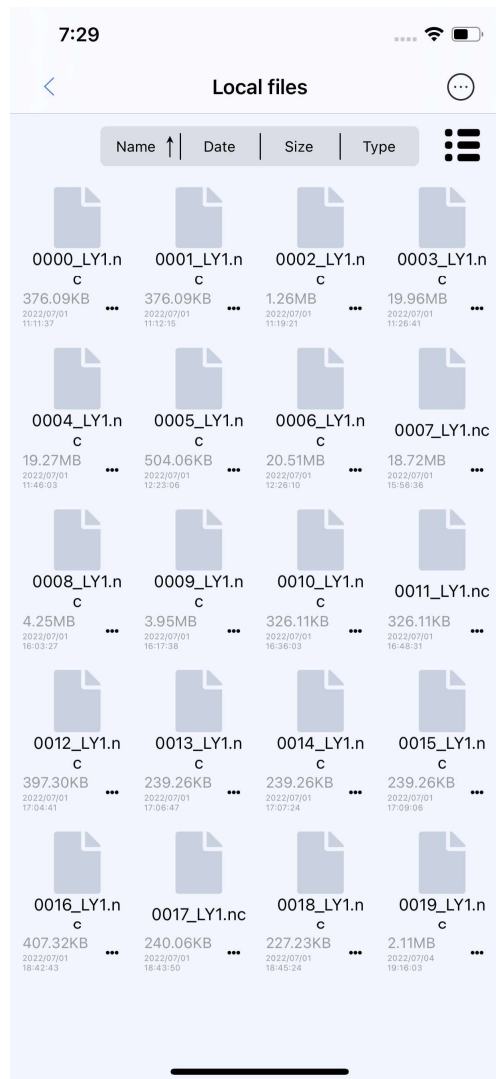 7:29
Local files
Name ↑ Date Size Type
0000_LY1.n 0001_LY1.n 0002_LY1.n 0003_LY1.n
c c c c
376.09KB 376.09KB 1.26MB 19.96MB
2022/07/01 2022/07/01 2022/07/01 2022/07/01
11:11:37 11:12:15 11:19:21 11:26:41
0004_LY1.n 0005_LY1.n 0006_LY1.n 0007_LY1.nc
c c c
19.27MB 504.06KB 20.51MB 18.72MB
2022/07/01 2022/07/01 2022/07/01 2022/07/01
11:46:03 12:23:06 12:26:10 15:56:36
0008_LY1.n 0009_LY1.n 0010_LY1.n 0011_LY1.nc
c c c
4.25MB 3.95MB 326.11KB 326.11KB
2022/07/01 2022/07/01 2022/07/01 2022/07/01
16:03:27 16:17:38 16:36:03 16:48:31
0012_LY1.n 0013_LY1.n 0014_LY1.n 0015_LY1.n
c c c c
397.30KB 239.26KB 239.26KB 239.26KB
2022/07/01 2022/07/01 2022/07/01 2022/07/01
17:04:41 17:06:47 17:07:24 17:09:06
0016_LY1.n 0017_LY1.nc 0018_LY1.n 0019_LY1.n
c c c
407.32KB 240.06KB 227.23KB 2.11MB
2022/07/01 2022/07/01 2022/07/01 2022/07/04
18:42:43 18:43:50 18:45:24 19:16:03